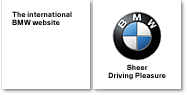 The international
BMW website
BMW
Sheer
Driving Pleasure